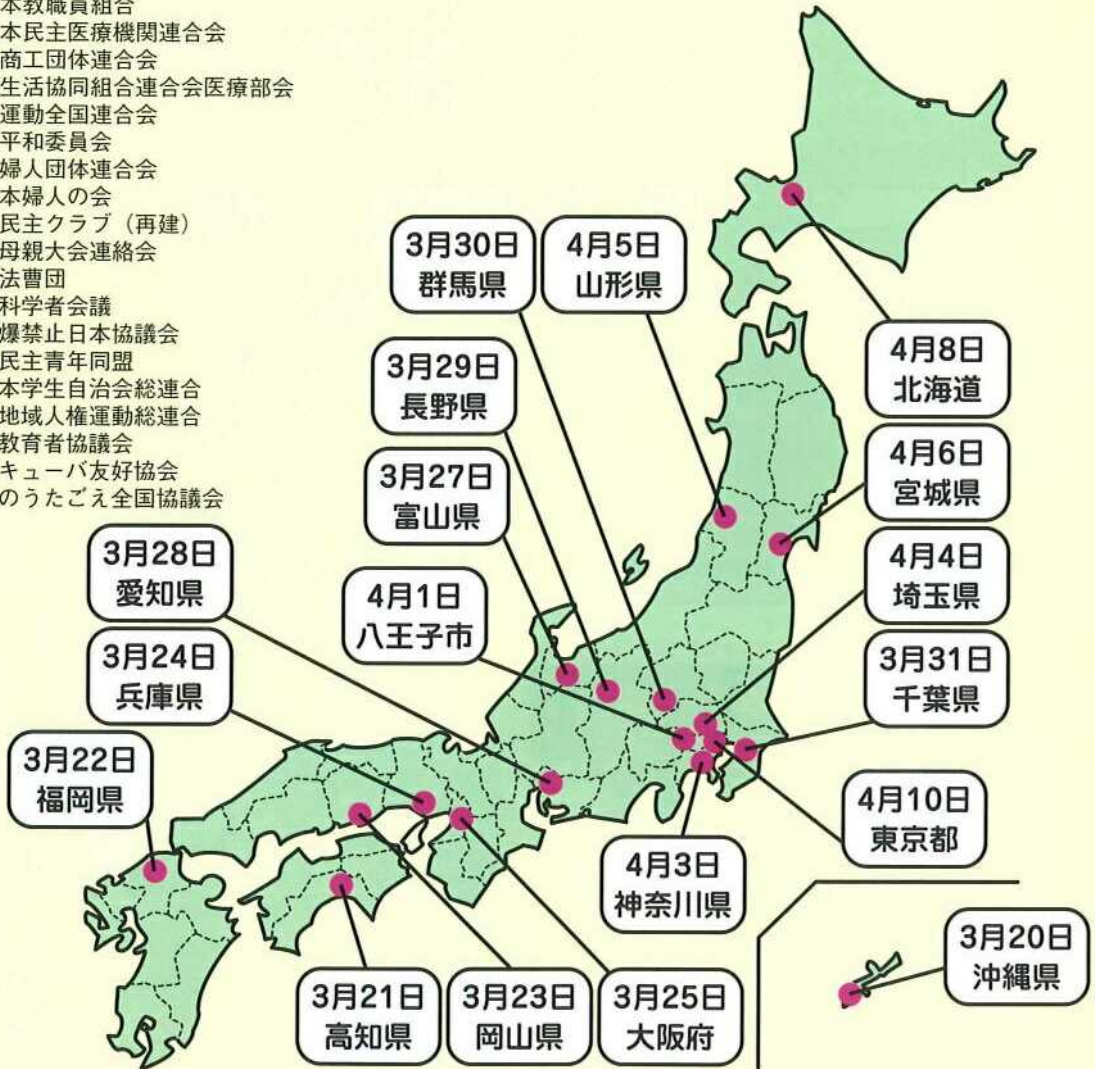 本教職員組合
本民主医療機関連合会
商工団体連合会
生活協同組合連合会医療部会
運動全国連合会
平和委員会
婦人団体連合会
本婦人の会
民主クラブ（再建）
母親大会連絡会
法曹団
科学者会議
爆禁止日本協議会
民主青年同盟
本学生自治会総連合
地域人権運動総連合
教育者協議会
キューバ友好協会
のうたごえ全国協議会
3月30日
群馬県
4月5日
山形県
4月8日
北海道
3月29日
長野県
4月6日
宮城県
3月27日
富山県
3月28日
愛知県
4月4日
埼玉県
4月1日
八王子市
3月24日
兵庫県
3月31日
千葉県
3月22日
福岡県
4月10日
東京都
4月3日
神奈川県
3月20日
沖縄県
3月21日
高知県
3月23日
岡山県
3月25日
大阪府